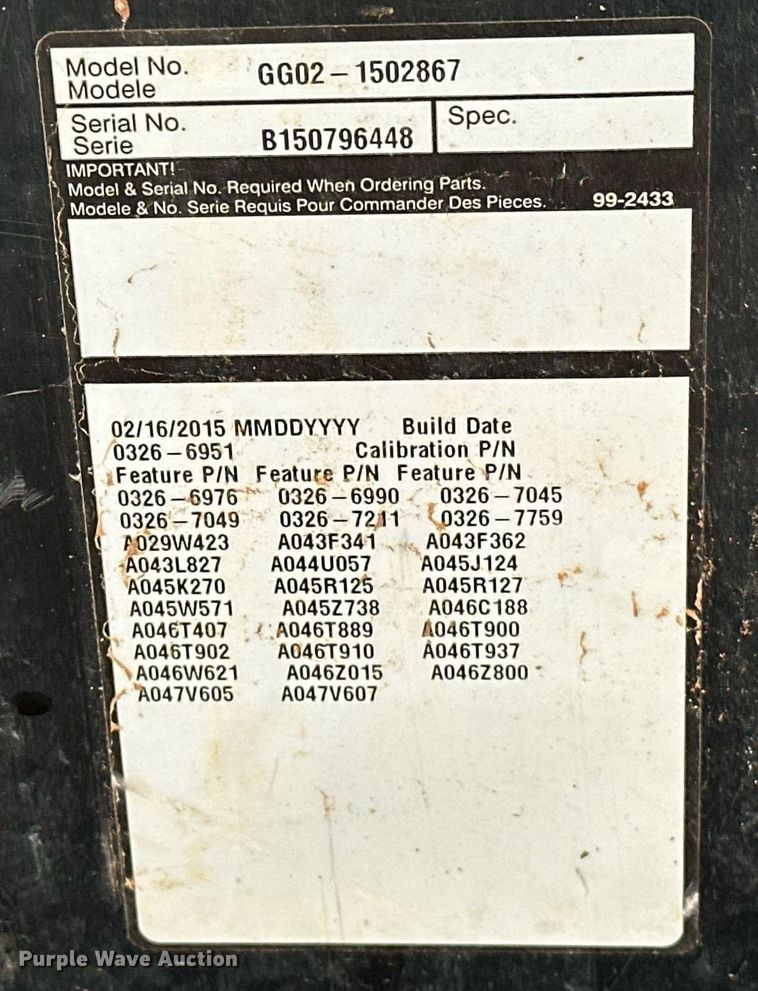 Model No. GG02-1502867
Modele
Serial No. Spec.
Serie B150796448
IMPORTANT!
Model & Serial No. Required When Ordering Parts.
Modele & No. Serie Requis Pour Commander Des Pieces. 99-2433
02/16/2015 MMDDYYYY Build Date
0326-6951 Calibration P/N
Feature P/N Feature P/N Feature P/N
0326-6976 0326-6990 0326-7045
0326-7049 0326-7211 0326-7759
A029W423 A043F341 A043F362
A043L827 A044U057 A045J124
A045K270 A045R125 A045R127
A045W571 A045Z738 A046C188
A046T407 A046T889 A046T900
A046T902 A046T910 A046T937
A046W621 A046Z015 A046Z800
A047V605 A047V607
Purple Wave Auction